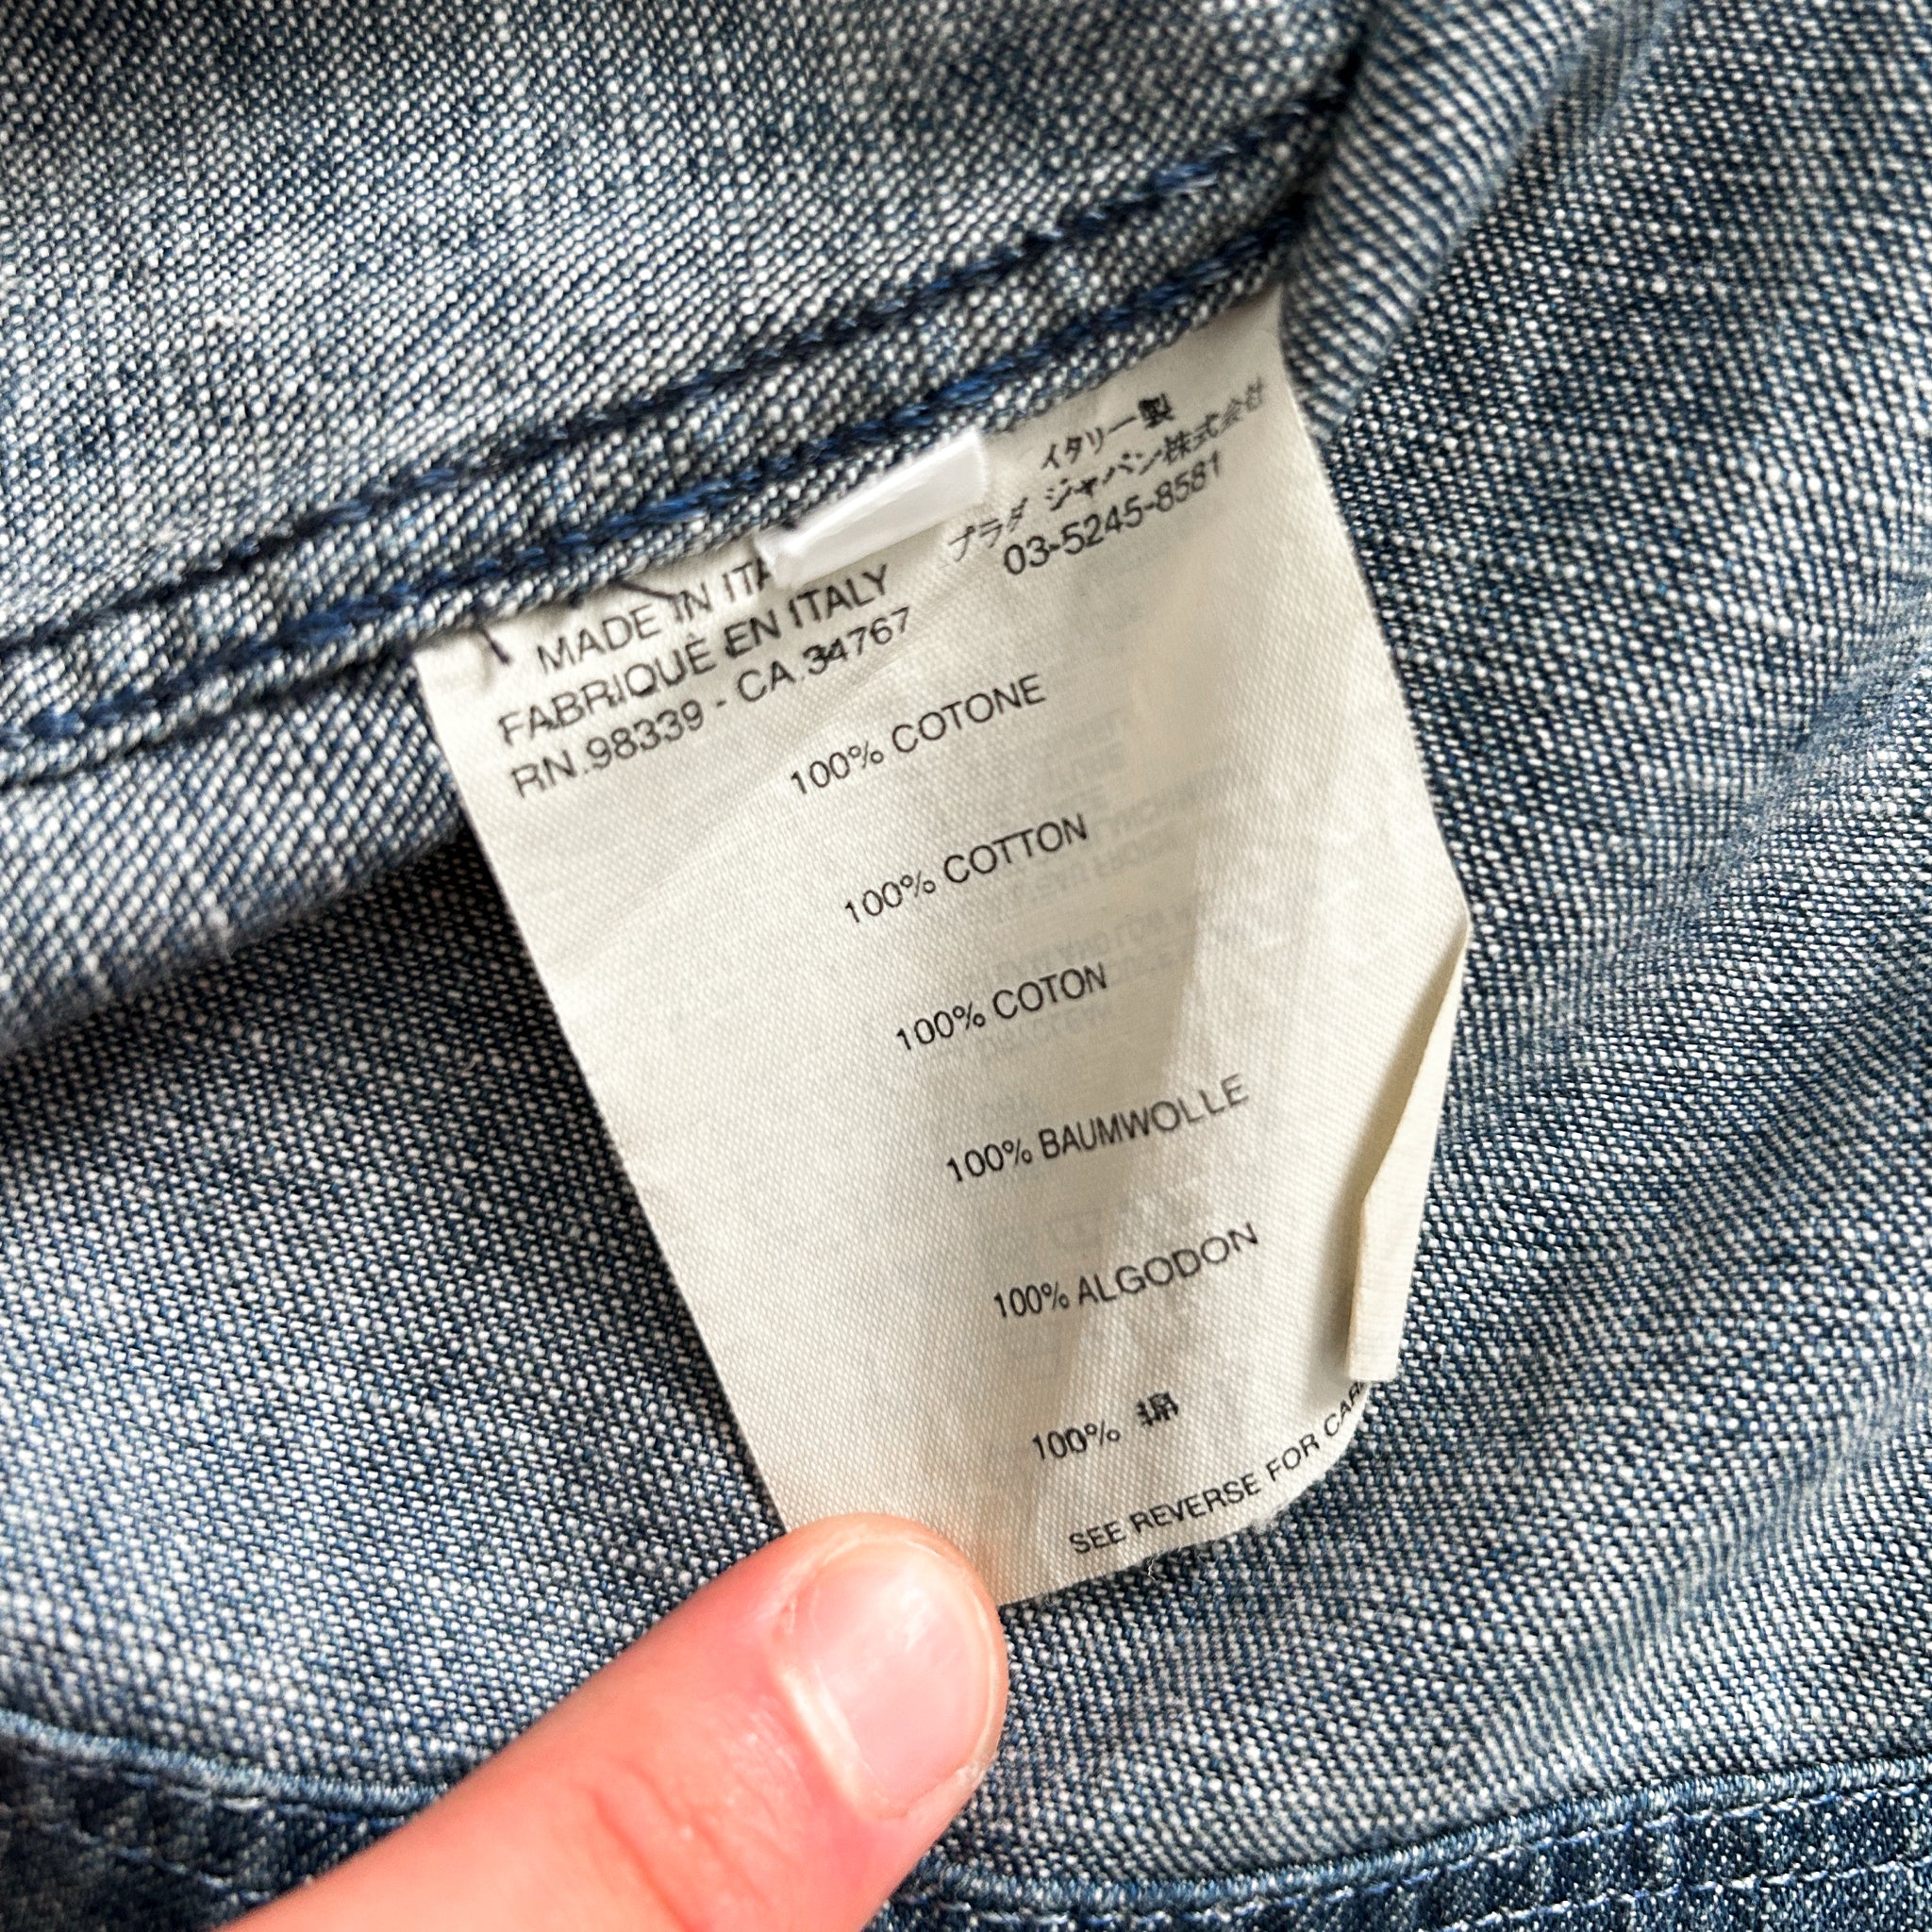 MADE IN ITA
FABRIQUÈ EN ITALY
RN.98339 - CA.34767
イタリー製
プラダ ジャパン株式会社
03-5245-8581
100% COTONE
100% COTTON
100% COTON
100% BAUMWOLLE
100% ALGODON
100% 綿
SEE REVERSE FOR CARE